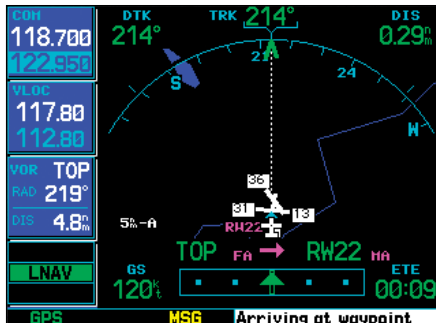 COM
118.700
122.950
VLOC
117.80
112.80
VOR TOP
RAD 219°
DIS 4.8nm
LNAV
DTK
214°
TRK 214°
DIS
0.29nm
21
24
S
W
36
31
13
RW22
5nm-A
TOP FA → RW22 MA
GS
120kt
ETE
00:09
GPS
MSG
Arriving at waypoint